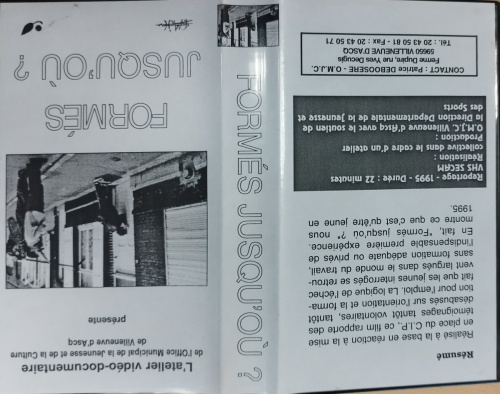 L'atelier vidéo-documentaire
de l'Office Municipal de la Jeunesse et de la Culture
de Villeneuve d'Ascq
présente
FORMÉS
JUSQU'OÙ ?
FORMÉS JUSQU'OÙ ?
Résumé
Réalisé à la base en réaction à la mise
en place du C.I.P., ce film rapporte des
témoignages tantôt volontaires, tantôt
désabusés sur l'orientation et la forma-
tion pour l'emploi. La logique de l'échec
fait que les jeunes interrogés se retrou-
vent largués dans le monde du travail,
sans formation adéquate ou privés de
l'indispensable première expérience.
En fait, "Formés jusqu'où ?" nous
montre ce que c'est qu'être jeune en
1995.
Reportage - 1995 - Durée : 22 minutes
VHS SECAM
Réalisation :
collective dans le cadre d'un atelier
Production :
O.M.J.C. Villeneuve d'Ascq avec le soutien de
la Direction Départementale de la Jeunesse et
des Sports
CONTACT : Patrice DEBOOSERE - O.M.J.C.
Ferme Dupire, rue Yves Decugis
59650 VILLENEUVE D'ASCQ
Tél. : 20 43 50 81 - Fax : 20 43 50 71